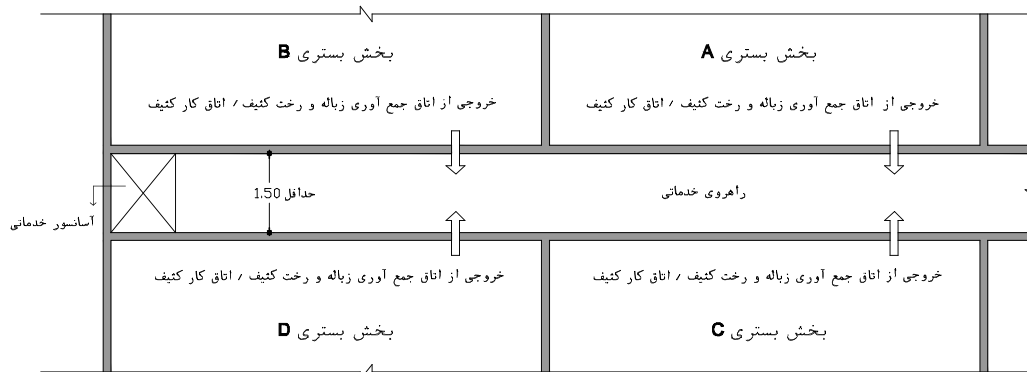 بخش بستری A
بخش بستری B
خروجی از اتاق جمع آوری زباله و رخت کثیف / اتاق کار کثیف
خروجی از اتاق جمع آوری زباله و رخت کثیف / اتاق کار کثیف
راهروی خدماتی
حداقل 1.50
آسانسور خدماتی
خروجی از اتاق جمع آوری زباله و رخت کثیف / اتاق کار کثیف
خروجی از اتاق جمع آوری زباله و رخت کثیف / اتاق کار کثیف
بخش بستری C
بخش بستری D